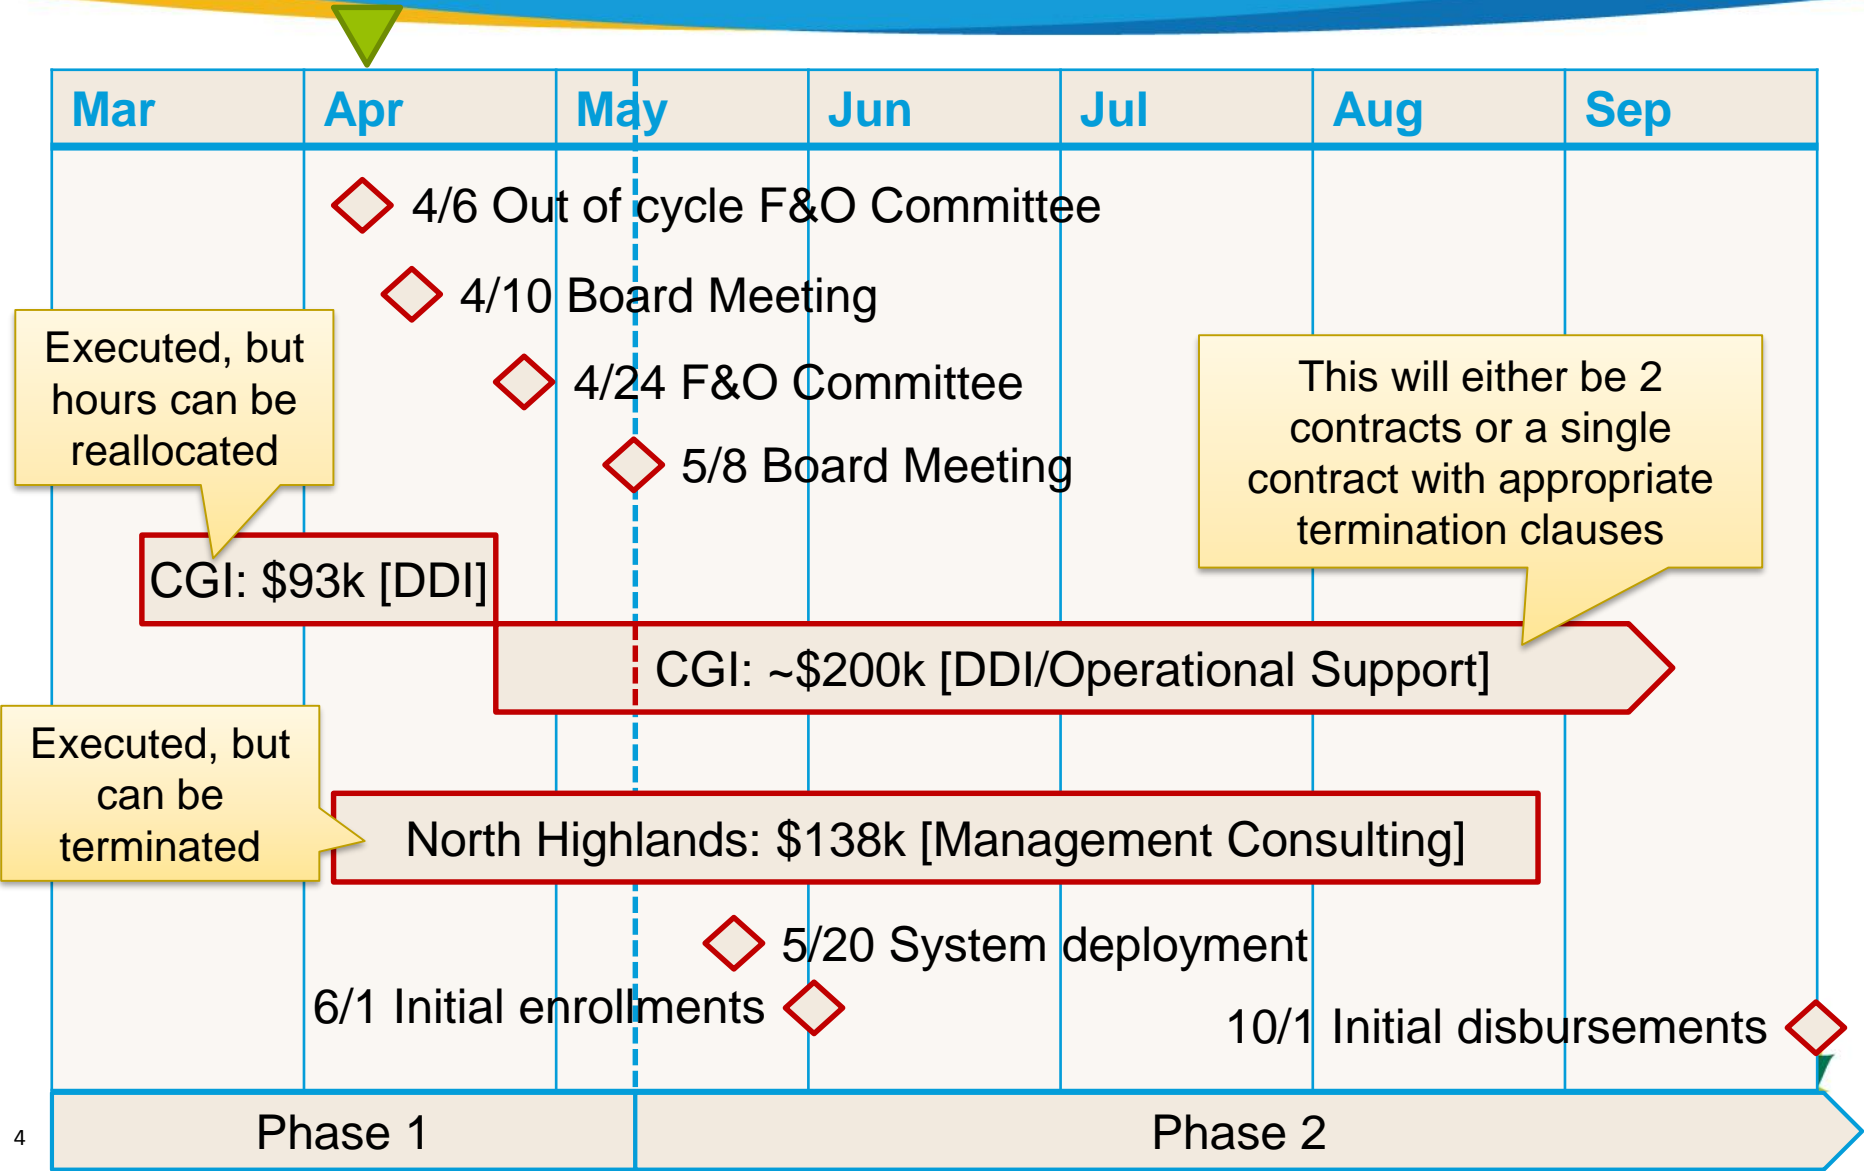 Mar Apr May Jun Jul Aug Sep
4/6 Out of cycle F&O Committee
4/10 Board Meeting
Executed, but
hours can be
reallocated
4/24 F&O Committee
5/8 Board Meeting
This will either be 2
contracts or a single
contract with appropriate
termination clauses
CGI: $93k [DDI]
CGI: ~$200k [DDI/Operational Support]
Executed, but
can be
terminated
North Highlands: $138k [Management Consulting]
5/20 System deployment
6/1 Initial enrollments
10/1 Initial disbursements
Phase 1 Phase 2
4